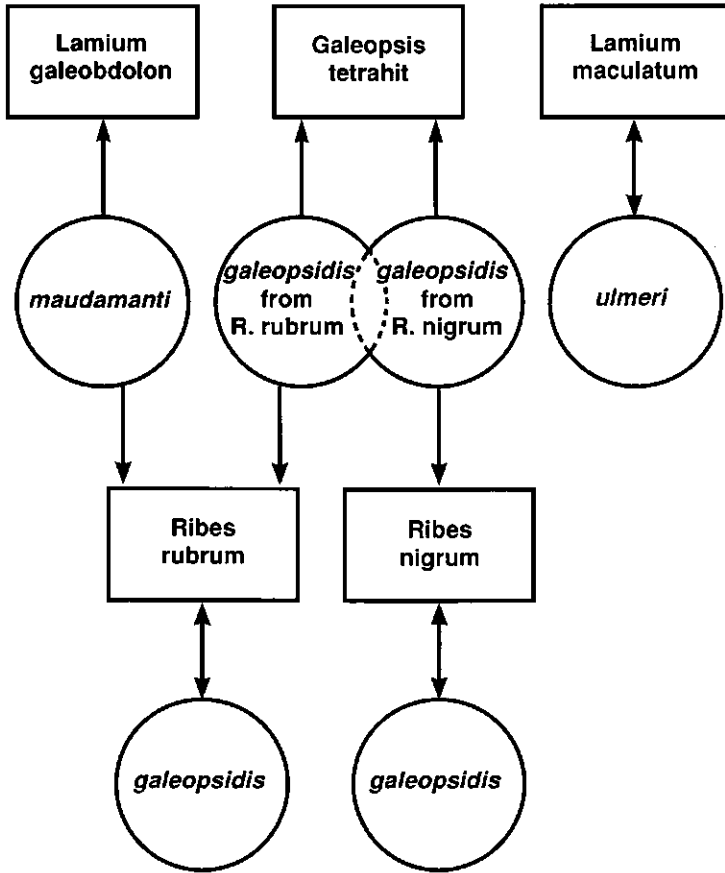 Lamium
galeobdolon
Galeopsis
tetrahit
Lamium
maculatum
maudamanti
galeopsidis
from
R. rubrum
galeopsidis
from
R. nigrum
ulmeri
Ribes
rubrum
Ribes
nigrum
galeopsidis
galeopsidis